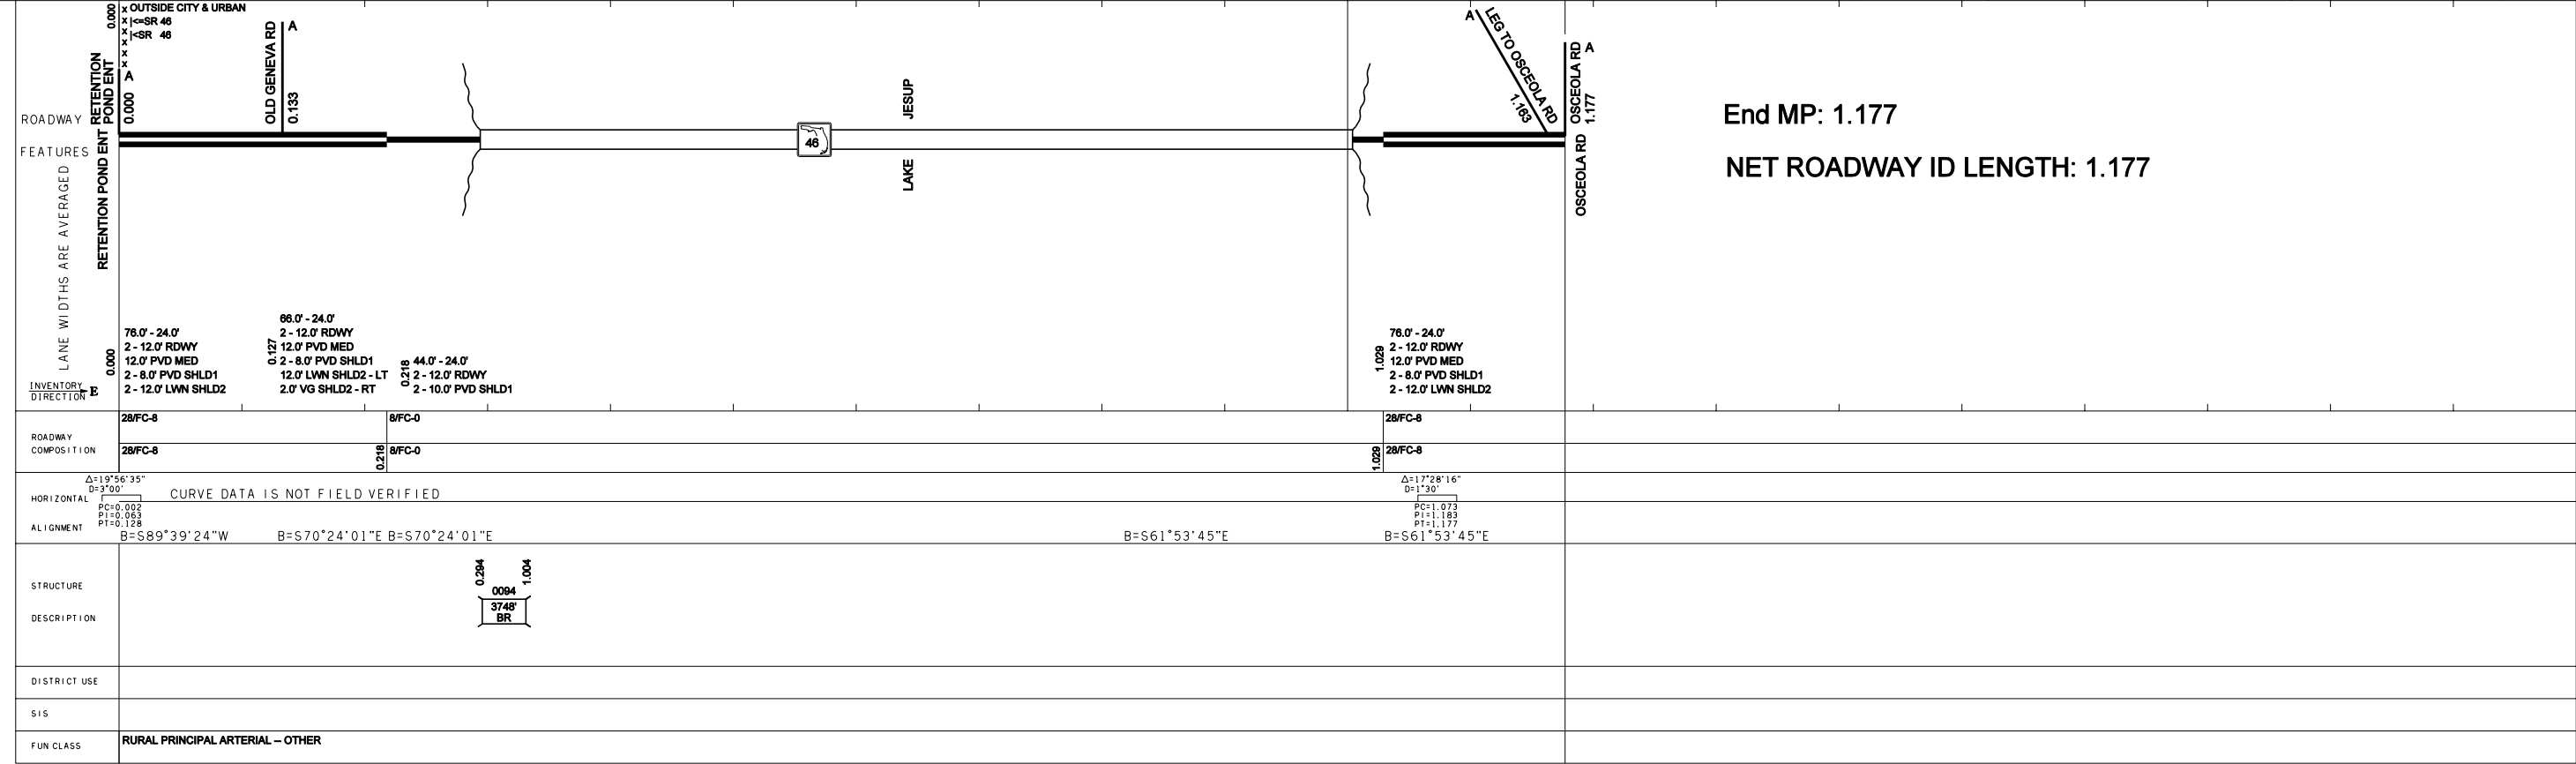 0.000
x OUTSIDE CITY & URBAN
x |<=SR 46
x |<SR 46
x
x
x
RETENTION
POND ENT
A
0.000
OLD GENEVA RD
A
0.133
JESUP
A
LEG TO OSCEOLA RD
1.163
OSCEOLA RD
A
1.177
End MP: 1.177
ROADWAY
FEATURES
46
NET ROADWAY ID LENGTH: 1.177
LANE WIDTHS ARE AVERAGED
RETENTION POND ENT
LAKE
OSCEOLA RD
0.000
76.0' - 24.0'
2 - 12.0' RDWY
12.0' PVD MED
2 - 8.0' PVD SHLD1
2 - 12.0' LWN SHLD2
0.127
66.0' - 24.0'
2 - 12.0' RDWY
12.0' PVD MED
2 - 8.0' PVD SHLD1
12.0' LWN SHLD2 - LT
2.0' VG SHLD2 - RT
0.218
44.0' - 24.0'
2 - 12.0' RDWY
2 - 10.0' PVD SHLD1
1.029
76.0' - 24.0'
2 - 12.0' RDWY
12.0' PVD MED
2 - 8.0' PVD SHLD1
2 - 12.0' LWN SHLD2
INVENTORY
DIRECTION
E
ROADWAY
COMPOSITION
28/FC-8
8/FC-0
28/FC-8
28/FC-8
0.218
8/FC-0
1.029
28/FC-8
HORIZONTAL
ALIGNMENT
Δ=19°56'35"
D=3°00'
PC=0.002
PI=0.063
PT=0.128
CURVE DATA IS NOT FIELD VERIFIED
Δ=17°28'16"
D=1°30'
PC=1.073
PI=1.183
PT=1.177
B=S89°39'24"W
B=S70°24'01"E
B=S70°24'01"E
B=S61°53'45"E
B=S61°53'45"E
STRUCTURE
DESCRIPTION
0.294
1.004
0094
3748'
BR
DISTRICT USE
SIS
FUN CLASS
RURAL PRINCIPAL ARTERIAL -- OTHER